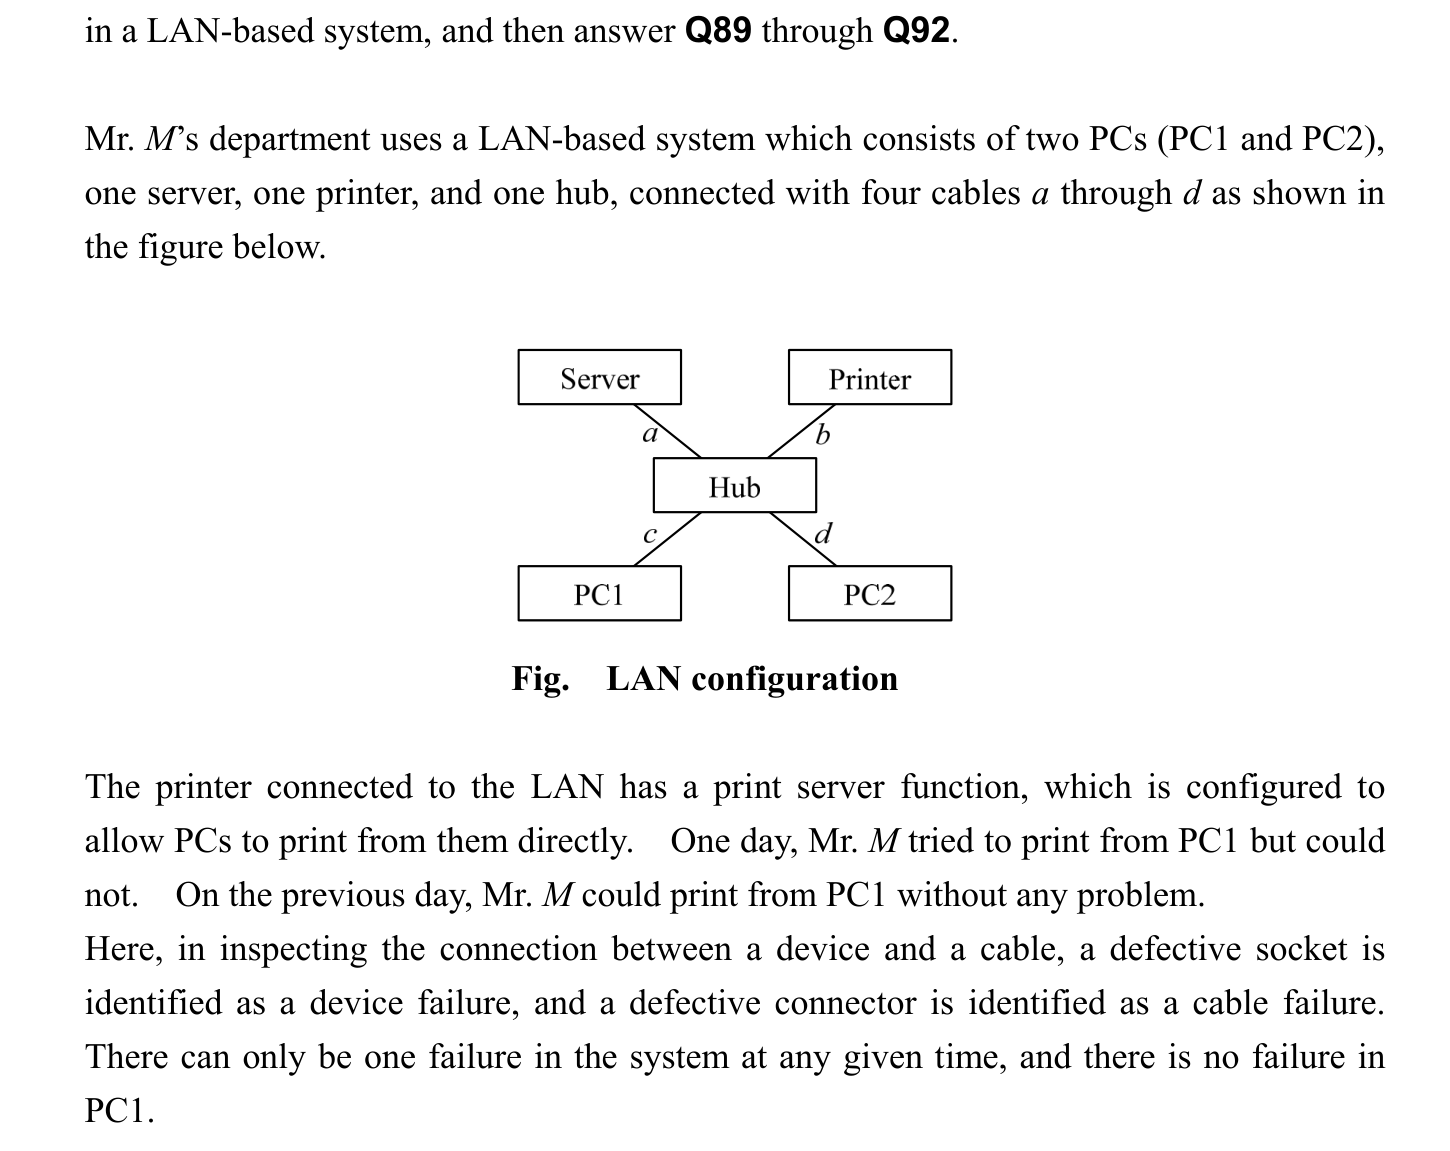 in a LAN-based system, and then answer Q89 through Q92.
Mr. M’s department uses a LAN-based system which consists of two PCs (PC1 and PC2),
one server, one printer, and one hub, connected with four cables a through d as shown in
the figure below.
Server
Printer
a
b
Hub
c
d
PC1
PC2
Fig. LAN configuration
The printer connected to the LAN has a print server function, which is configured to
allow PCs to print from them directly. One day, Mr. M tried to print from PC1 but could
not. On the previous day, Mr. M could print from PC1 without any problem.
Here, in inspecting the connection between a device and a cable, a defective socket is
identified as a device failure, and a defective connector is identified as a cable failure.
There can only be one failure in the system at any given time, and there is no failure in
PC1.